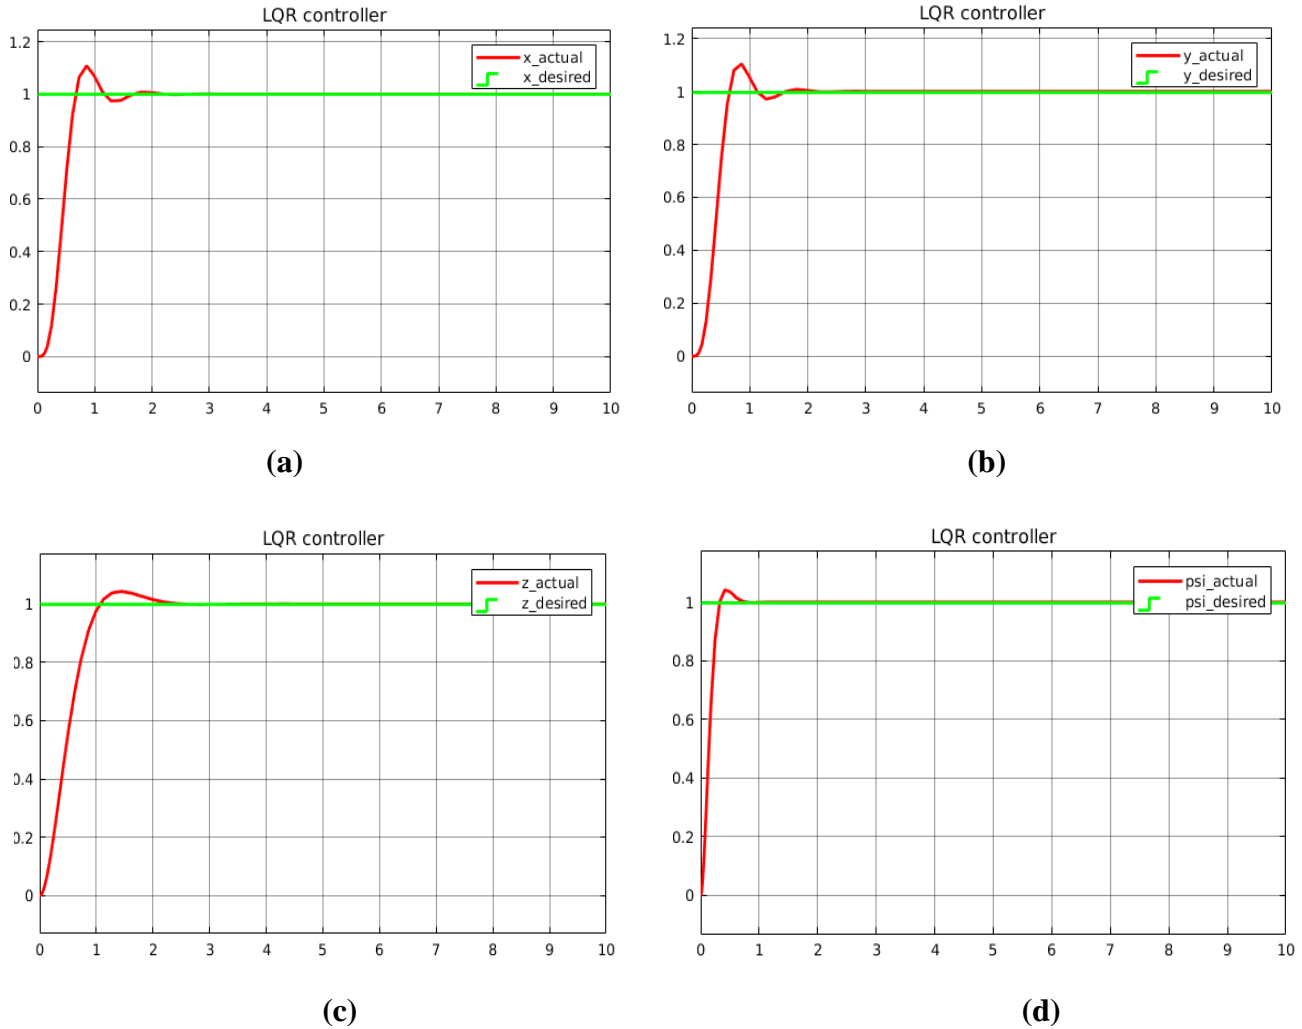 LQR controller
1.2
1
0.8
0.6
0.4
0.2
0
x_actual
x_desired
0 1 2 3 4 5 6 7 8 9 10
(a)
LQR controller
1.2
1
0.8
0.6
0.4
0.2
0
y_actual
y_desired
0 1 2 3 4 5 6 7 8 9 10
(b)
LQR controller
1
0.8
0.6
0.4
0.2
0
z_actual
z_desired
0 1 2 3 4 5 6 7 8 9 10
(c)
LQR controller
1
0.8
0.6
0.4
0.2
0
psi_actual
psi_desired
0 1 2 3 4 5 6 7 8 9 10
(d)